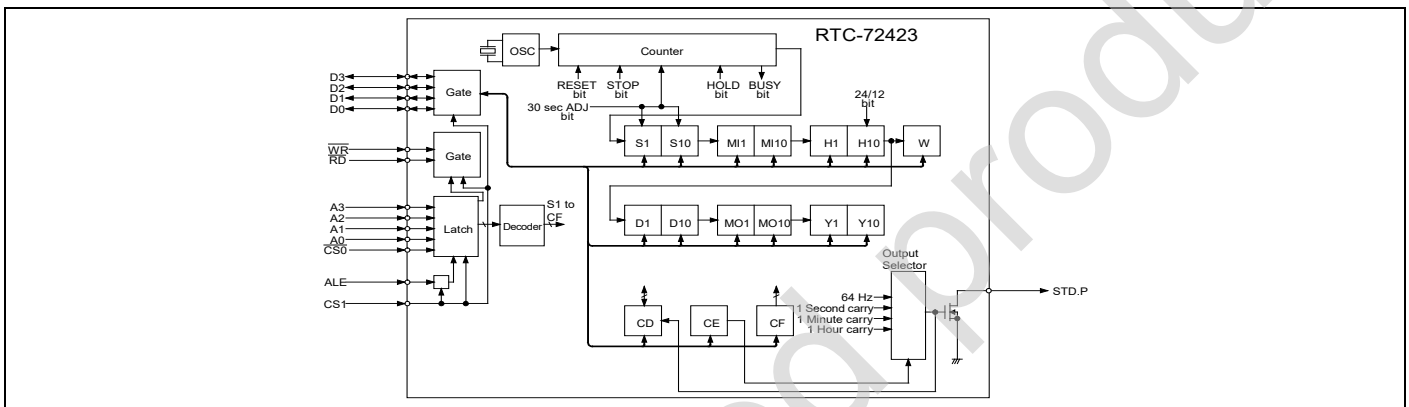 RTC-72423
OSC
Counter
RESET bit
STOP bit
HOLD bit
BUSY bit
30 sec ADJ bit
24/12 bit
D3
D2
D1
D0
Gate
WR
RD
Gate
S1
S10
MI1
MI10
H1
H10
W
A3
A2
A1
A0
CS0
Latch
Decoder
S1 to CF
D1
D10
MO1
MO10
Y1
Y10
ALE
CS1
Output Selector
64 Hz
1 Second carry
1 Minute carry
1 Hour carry
STD.P
CD
CE
CF
product